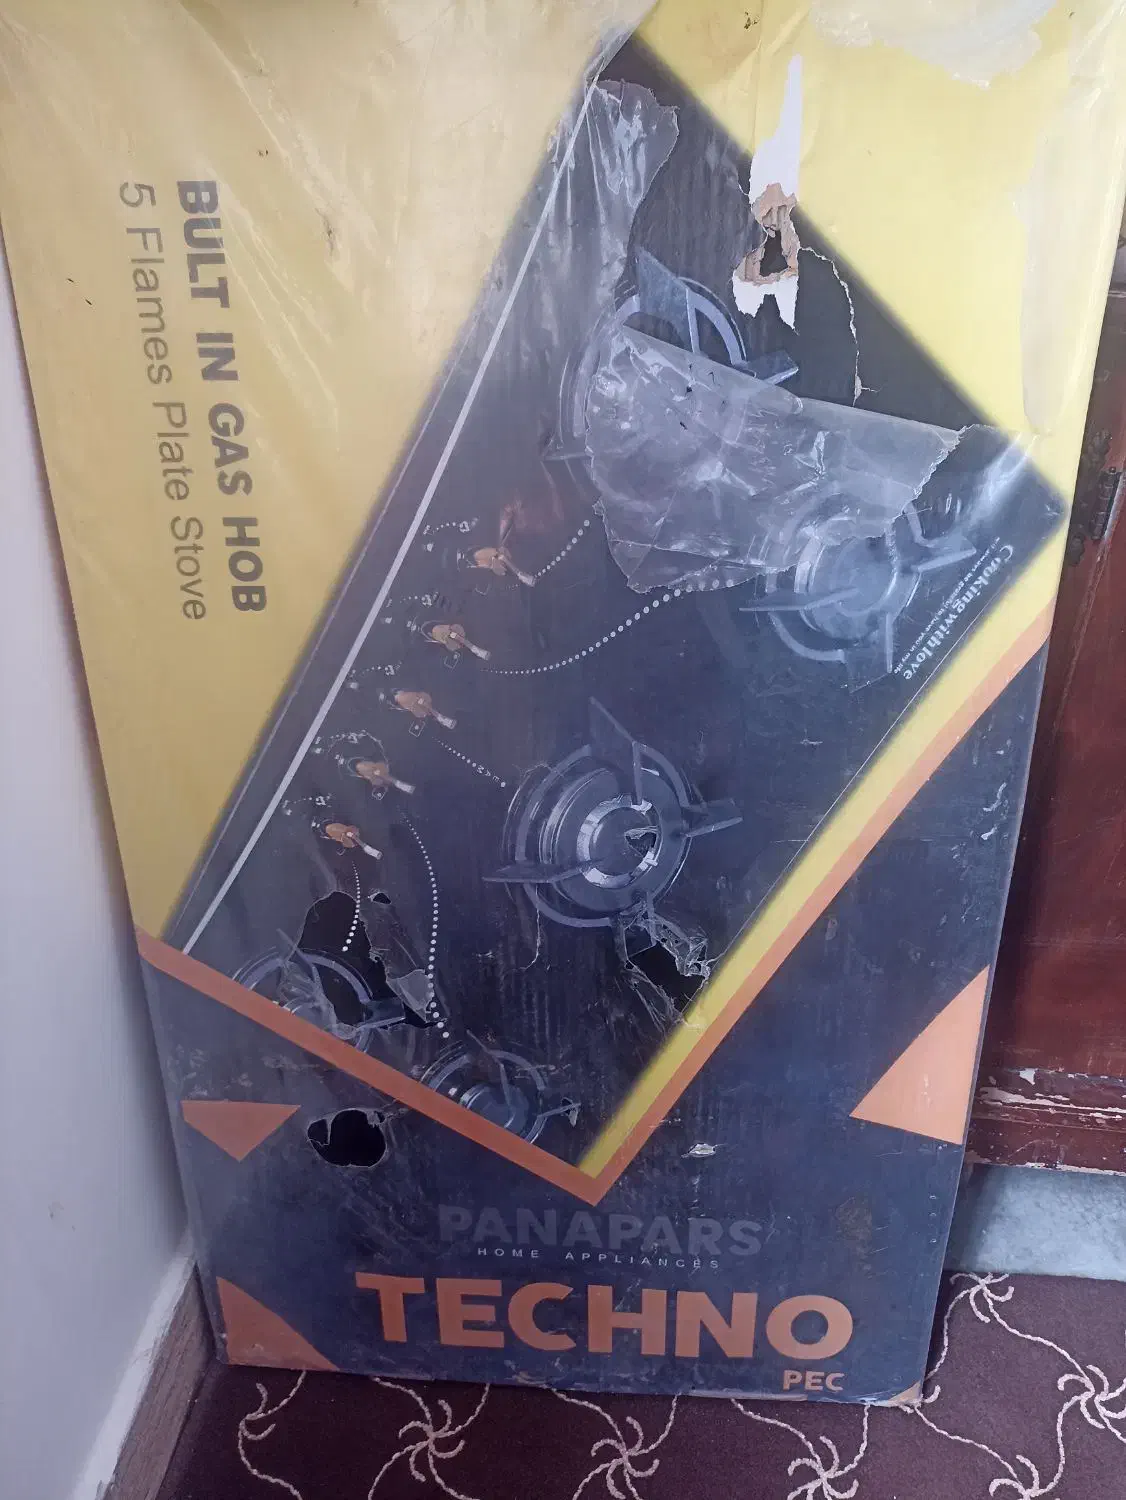 BULT IN GAS HOB
5 Flames Plate Stove
Cooking with love
PANAPARS
HOME APPLIANCES
TECHNO
PEC